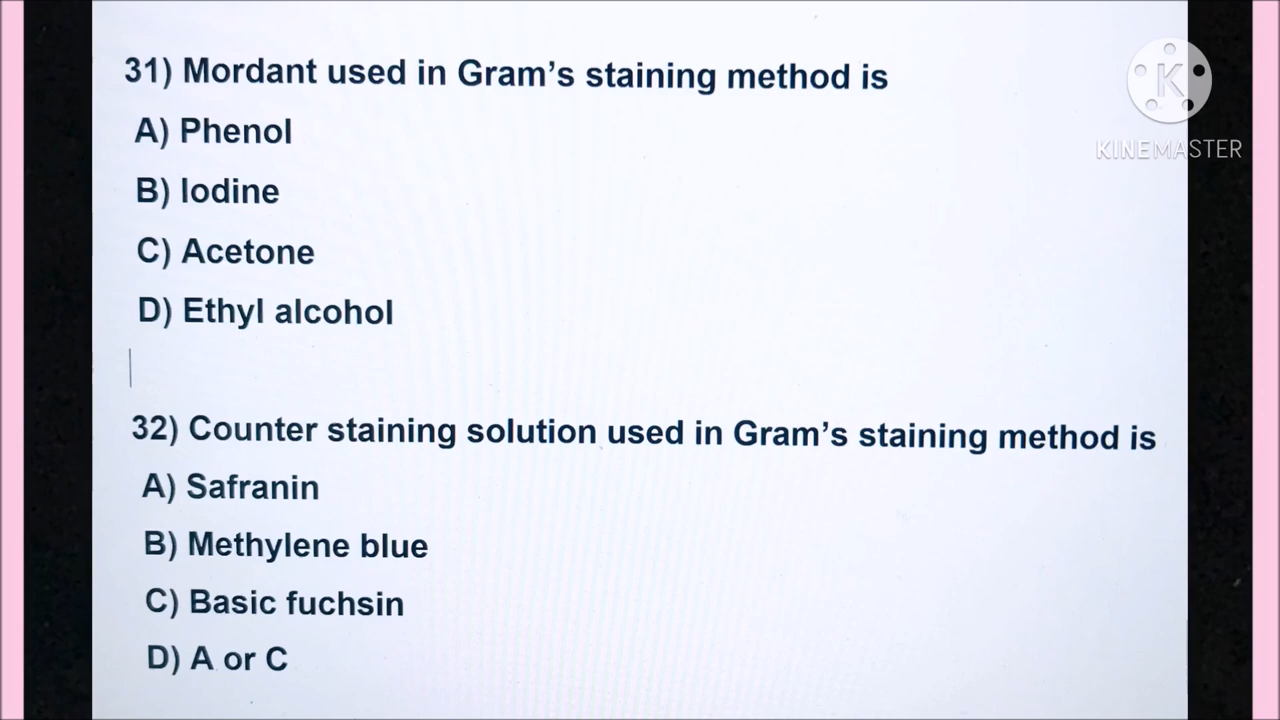 31) Mordant used in Gram's staining method is
A) Phenol
B) Iodine
C) Acetone
D) Ethyl alcohol
32) Counter staining solution used in Gram's staining method is
A) Safranin
B) Methylene blue
C) Basic fuchsin
D) A or C
K
KINEMASTER